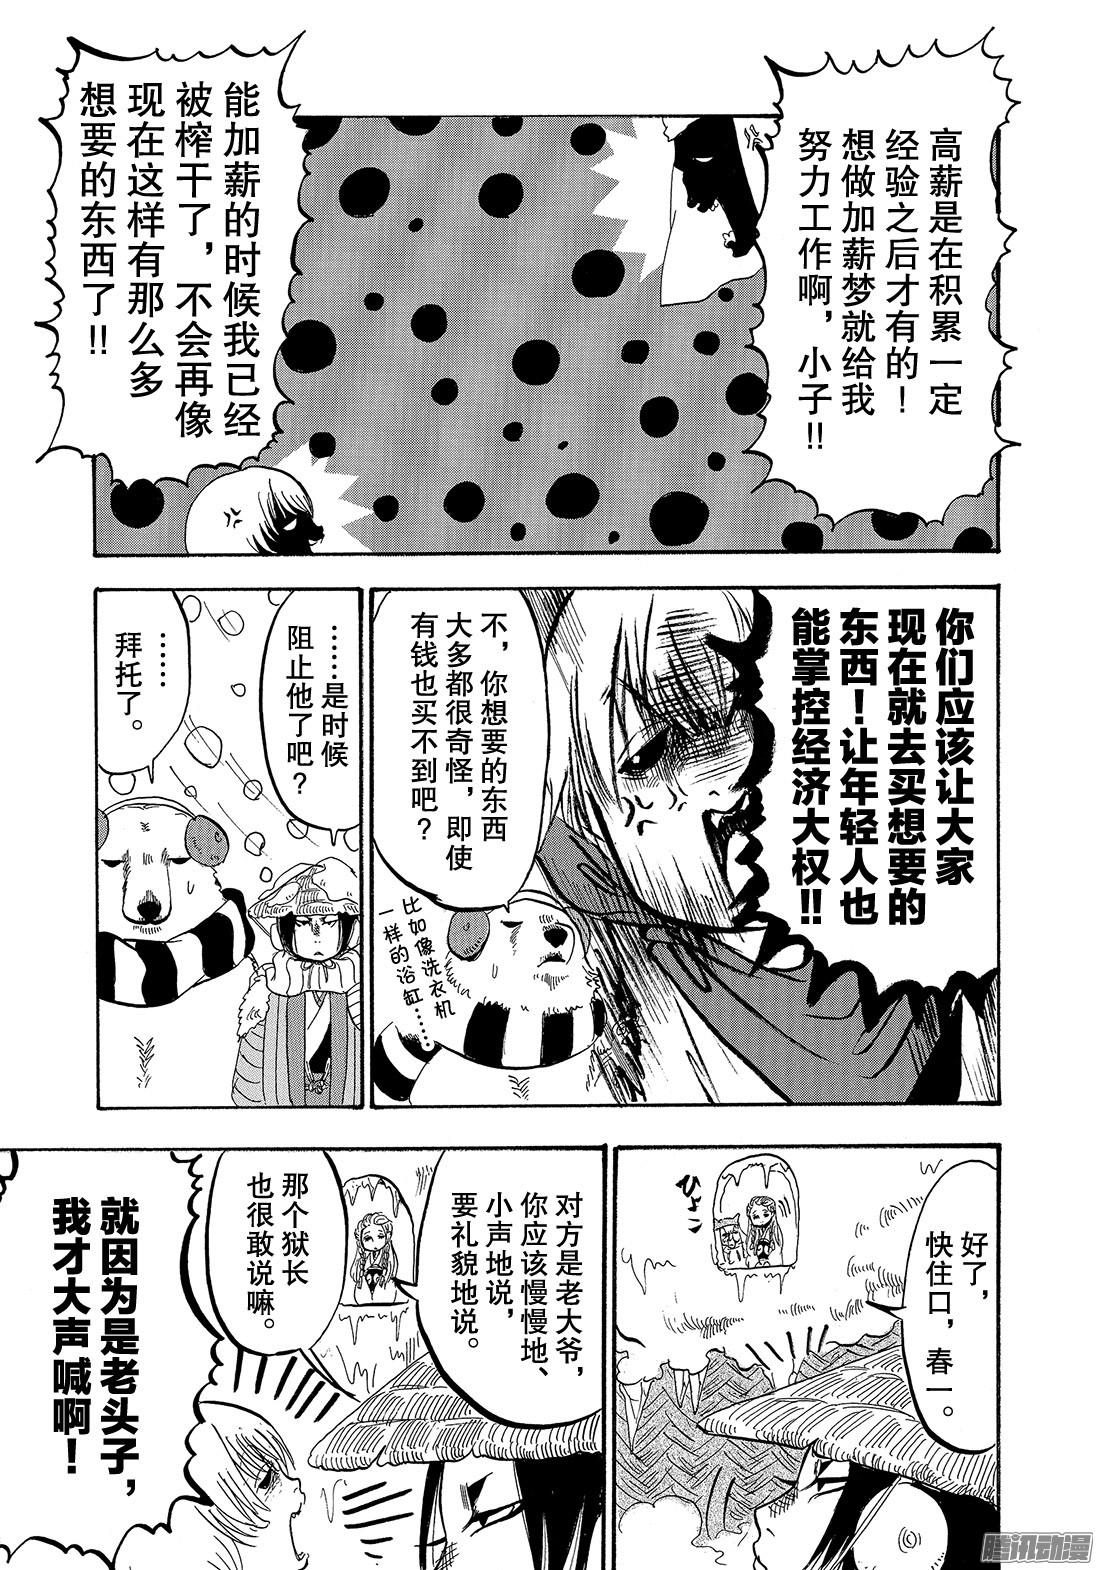 高薪是在积累一定
经验之后才有的！
想做加薪梦就给我
努力工作啊，小子!!
能加薪的时候我已经
被榨干了，不会再像
现在这样有那么多
想要的东西了!!
你们应该让大家
现在就去买想要的
东西！让年轻人也
能掌控经济大权!!
不，你想要的东西
大多都很奇怪，即使
有钱也买不到吧？
比如像洗衣机
一样的浴缸……
……是时候
阻止他了吧？
……
拜托了。
好了，
快住口，春一。
ひょこ
对方是老大爷，
你应该慢慢地、
小声地说，
要礼貌地说。
那个狱长
也很敢说嘛。
就因为是老头子，
我才大声喊啊！
腾讯动漫